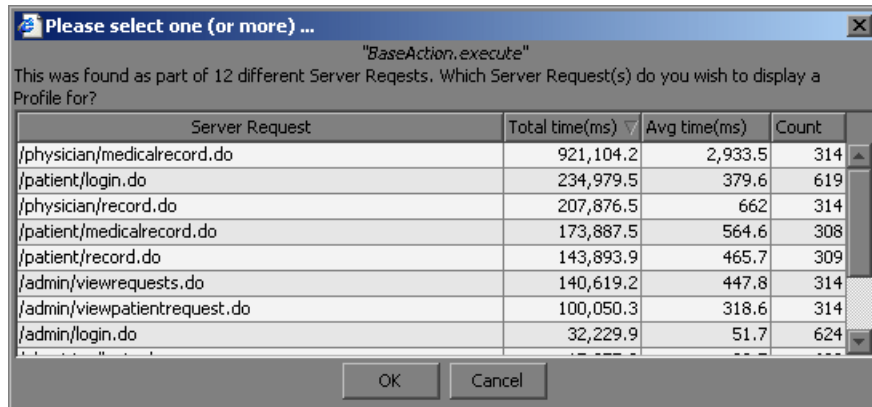 Please select one (or more) ...
"BaseAction.execute"
This was found as part of 12 different Server Reqests. Which Server Request(s) do you wish to display a
Profile for?
Server Request Total time(ms) Avg time(ms) Count
/physician/medicalrecord.do 921,104.2 2,933.5 314
/patient/login.do 234,979.5 379.6 619
/physician/record.do 207,876.5 662 314
/patient/medicalrecord.do 173,887.5 564.6 308
/patient/record.do 143,893.9 465.7 309
/admin/viewrequests.do 140,619.2 447.8 314
/admin/viewpatientrequest.do 100,050.3 318.6 314
/admin/login.do 32,229.9 51.7 624
OK Cancel